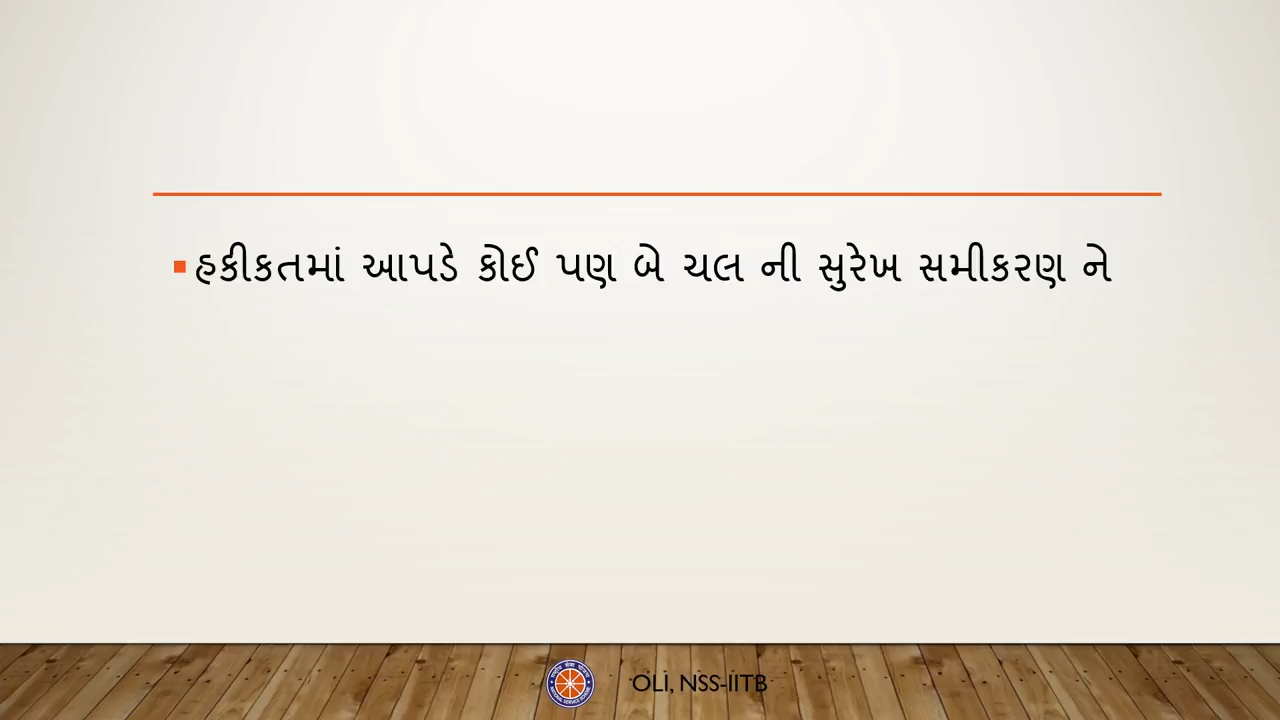 હકીકતમાં આપડે કોઈ પણ બે ચલ ની સુરેખ સમીકરણ ને
OLI, NSS-IITB